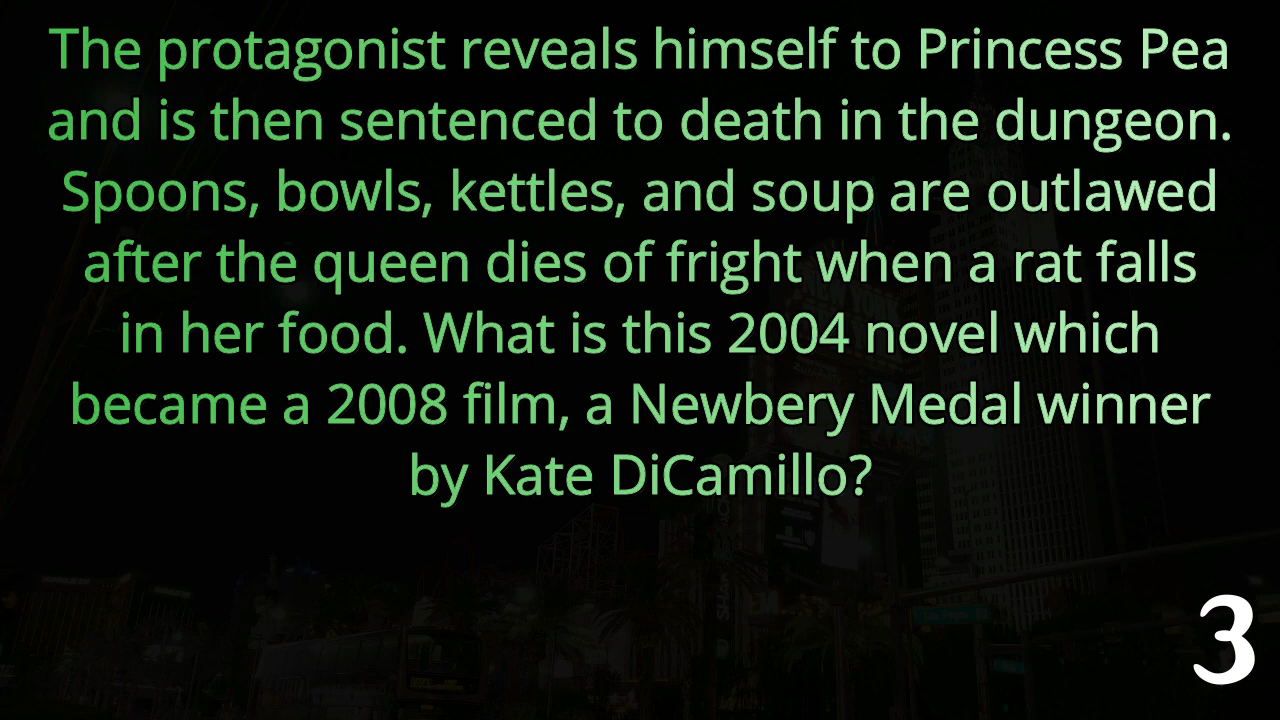 The protagonist reveals himself to Princess Pea
and is then sentenced to death in the dungeon.
Spoons, bowls, kettles, and soup are outlawed
after the queen dies of fright when a rat falls
in her food. What is this 2004 novel which
became a 2008 film, a Newbery Medal winner
by Kate DiCamillo?
3